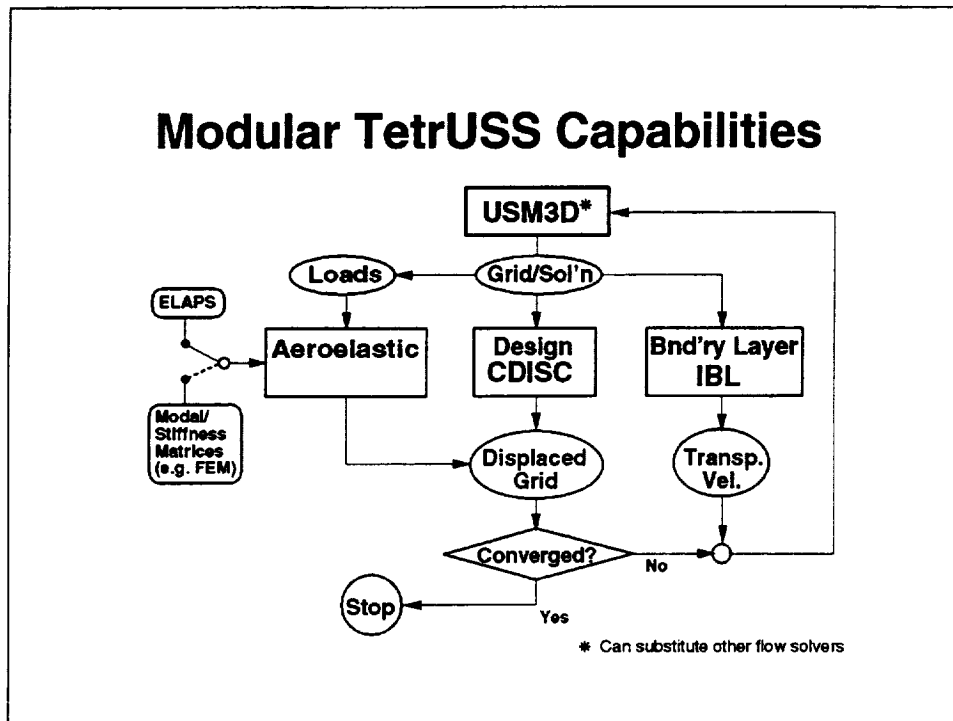 Modular TetrUSS Capabilities
USM3D*
Loads
Grid/Sol'n
ELAPS
Aeroelastic
Design
CDISC
Bnd'ry Layer
IBL
Modal/
Stiffness
Matrices
(e.g. FEM)
Displaced
Grid
Transp.
Vel.
Converged?
No
Stop
Yes
* Can substitute other flow solvers